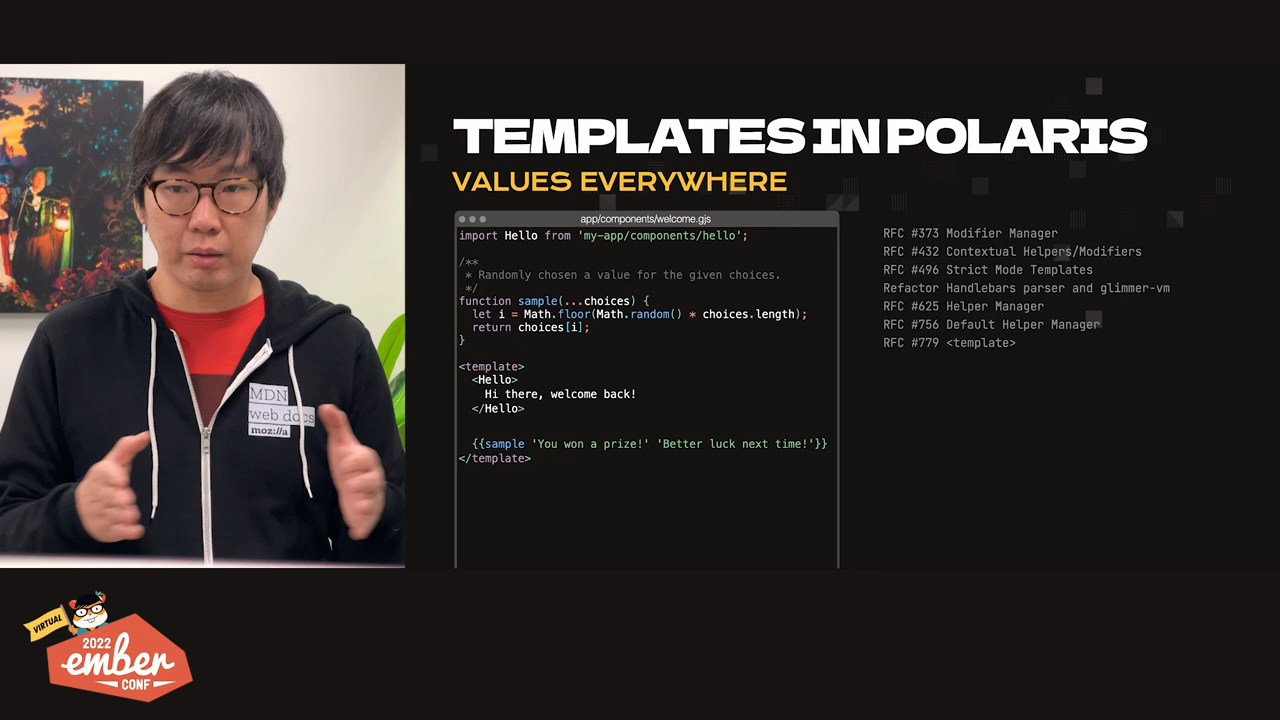 TEMPLATES IN POLARIS
VALUES EVERYWHERE
app/components/welcome.gjs
import Hello from 'my-app/components/hello';
/**
 * Randomly chosen a value for the given choices.
 */
function sample(...choices) {
  let i = Math.floor(Math.random() * choices.length);
  return choices[i];
}
<template>
  <Hello>
    Hi there, welcome back!
  </Hello>
  {{sample 'You won a prize!' 'Better luck next time!'}}
</template>
RFC #373 Modifier Manager
RFC #432 Contextual Helpers/Modifiers
RFC #496 Strict Mode Templates
Refactor Handlebars parser and glimmer-vm
RFC #625 Helper Manager
RFC #756 Default Helper Manager
RFC #779 <template>
MDN
web docs
moz://a
VIRTUAL
2022
ember
CONF